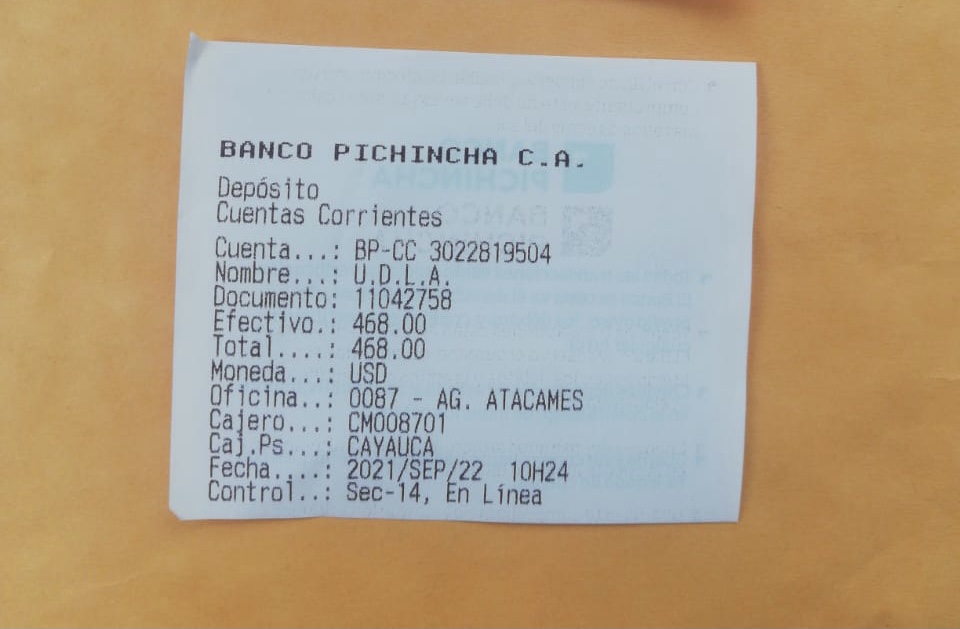 BANCO PICHINCHA C.A.
Depósito
Cuentas Corrientes
Cuenta...: BP-CC 3022819504
Nombre...: U.D.L.A.
Documento: 11042758
Efectivo.: 468.00
Total....: 468.00
Moneda...: USD
Oficina..: 0087 - AG. ATACAMES
Cajero...: CM008701
Caj.Ps...: CAYAUCA
Fecha....: 2021/SEP/22 10H24
Control..: Sec-14, En Línea